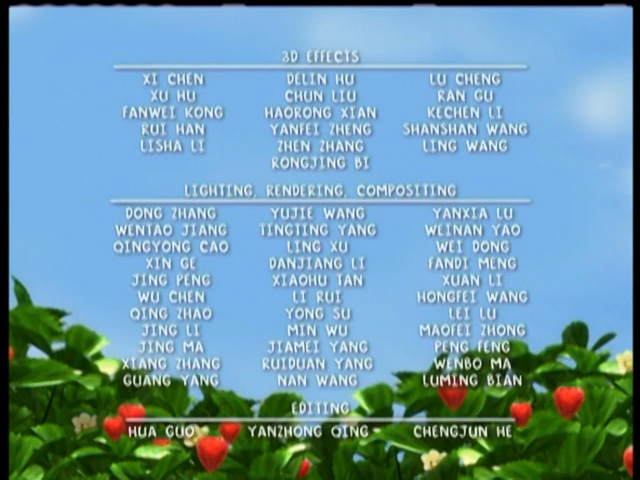 3D EFFECTS
XI CHEN DELIN HU LU CHENG
XU HU CHUN LIU RAN GU
FANWEI KONG HAORONG XIAN KECHEN LI
RUI HAN YANFEI ZHENG SHANSHAN WANG
LISHA LI ZHEN ZHANG LING WANG
RONGJING BI
LIGHTING, RENDERING, COMPOSITING
DONG ZHANG YUJIE WANG YANXIA LU
WENTAO JIANG TINGTING YANG WEINAN YAO
QINGYONG CAO LING XU WEI DONG
XIN GE DANJIANG LI FANDI MENG
JING PENG XIAOHU TAN XUAN LI
WU CHEN LI RUI HONGFEI WANG
QING ZHAO YONG SU LEI LU
JING LI MIN WU MAOFEI ZHONG
JING MA JIAMEI YANG PENG FENG
XIANG ZHANG RUIDUAN YANG WENBO MA
GUANG YANG NAN WANG LUMING BIAN
EDITING
HUA GUO YANZHONG QING CHENGJUN HE